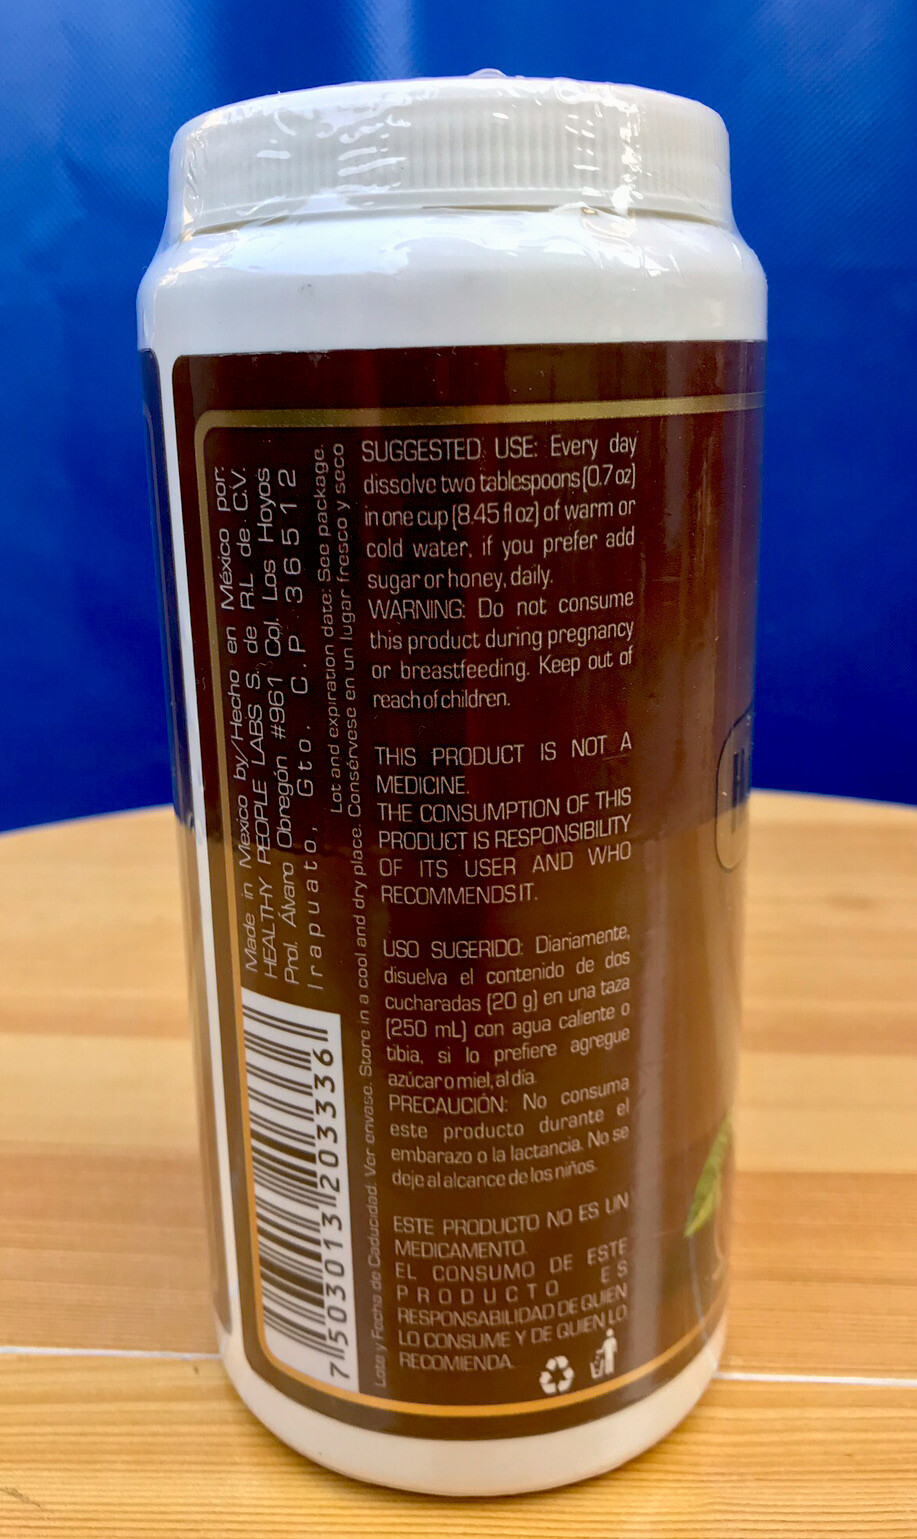 SUGGESTED USE: Every day
dissolve two tablespoons (0.7 oz)
in one cup (8.45 fl oz) of warm or
cold water, if you prefer add
sugar or honey, daily.
WARNING: Do not consume
this product during pregnancy
or breastfeeding. Keep out of
reach of children.
THIS PRODUCT IS NOT A
MEDICINE.
THE CONSUMPTION OF THIS
PRODUCT IS RESPONSIBILITY
OF ITS USER AND WHO
RECOMMENDS IT.
USO SUGERIDO: Diariamente,
disuelva el contenido de dos
cucharadas (20 g) en una taza
(250 mL) con agua caliente o
tibia, si lo prefiere agregue
azúcar o miel, al día.
PRECAUCIÓN: No consuma
este producto durante el
embarazo o la lactancia. No se
deje al alcance de los niños.
ESTE PRODUCTO NO ES UN
MEDICAMENTO.
EL CONSUMO DE ESTE
PRODUCTO ES
RESPONSABILIDAD DE QUIEN
LO CONSUME Y DE QUIEN LO
RECOMIENDA.
Made in Mexico by/Hecho en México por:
HEALTHY PEOPLE LABS S. de R.L. de C.V.
Prol. Álvaro Obregón #961 Col. Los Hoyos
Irapuato, Gto. C.P. 36512
Lot and expiration date: See package.
Lote y Fecha de Caducidad: Ver envase. Store in a cool and dry place. Consérvese en un lugar fresco y seco
7 503013 203336